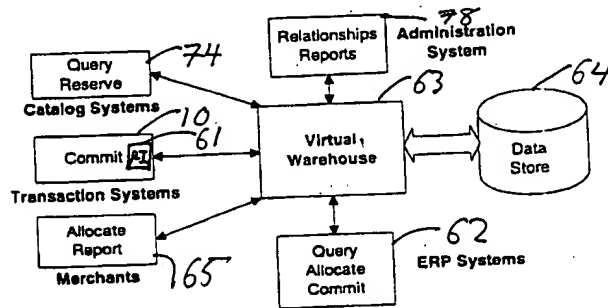 74
Query
Reserve
Catalog Systems
78
Relationships
Reports
Administration
System
63
64
10
61
Commit
Transaction Systems
Virtual
Warehouse
Data
Store
Allocate
Report
Merchants
65
Query
Allocate
Commit
62
ERP Systems